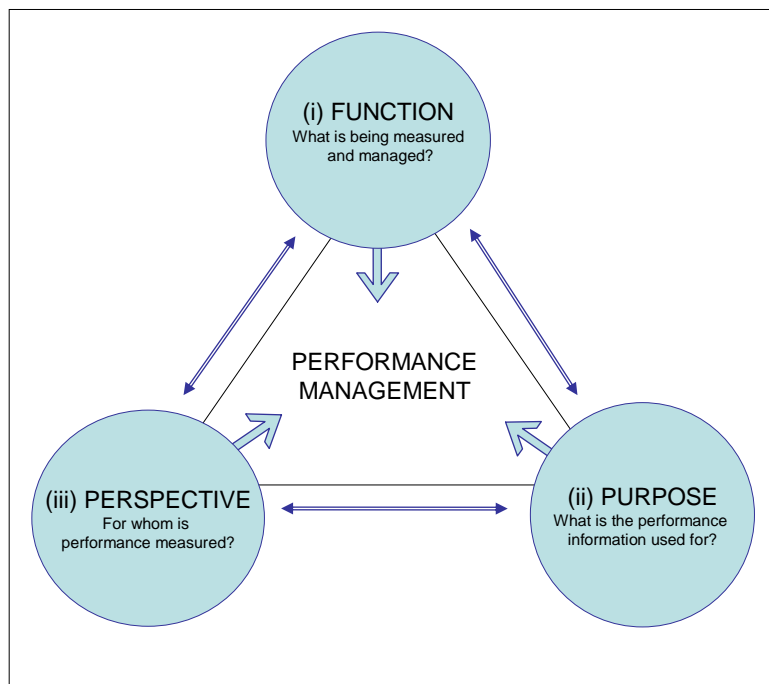 (i) FUNCTION
What is being measured
and managed?
PERFORMANCE
MANAGEMENT
(iii) PERSPECTIVE
For whom is
performance measured?
(ii) PURPOSE
What is the performance
information used for?